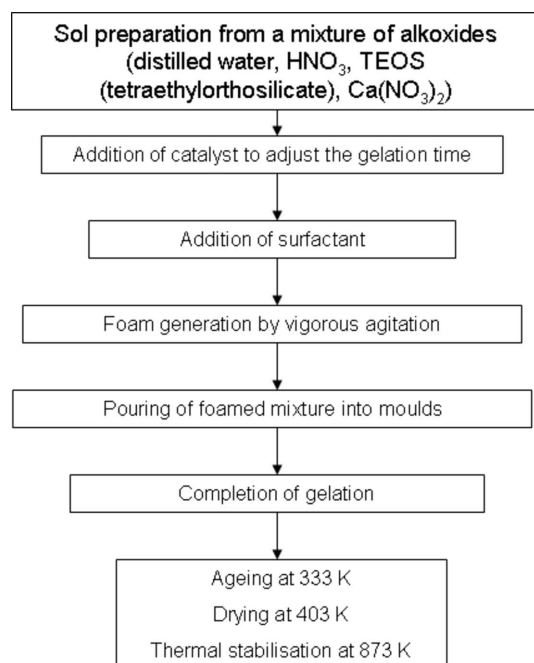 Sol preparation from a mixture of alkoxides
(distilled water, HNO₃, TEOS
(tetraethylorthosilicate), Ca(NO₃)₂)
Addition of catalyst to adjust the gelation time
Addition of surfactant
Foam generation by vigorous agitation
Pouring of foamed mixture into moulds
Completion of gelation
Ageing at 333 K
Drying at 403 K
Thermal stabilisation at 873 K